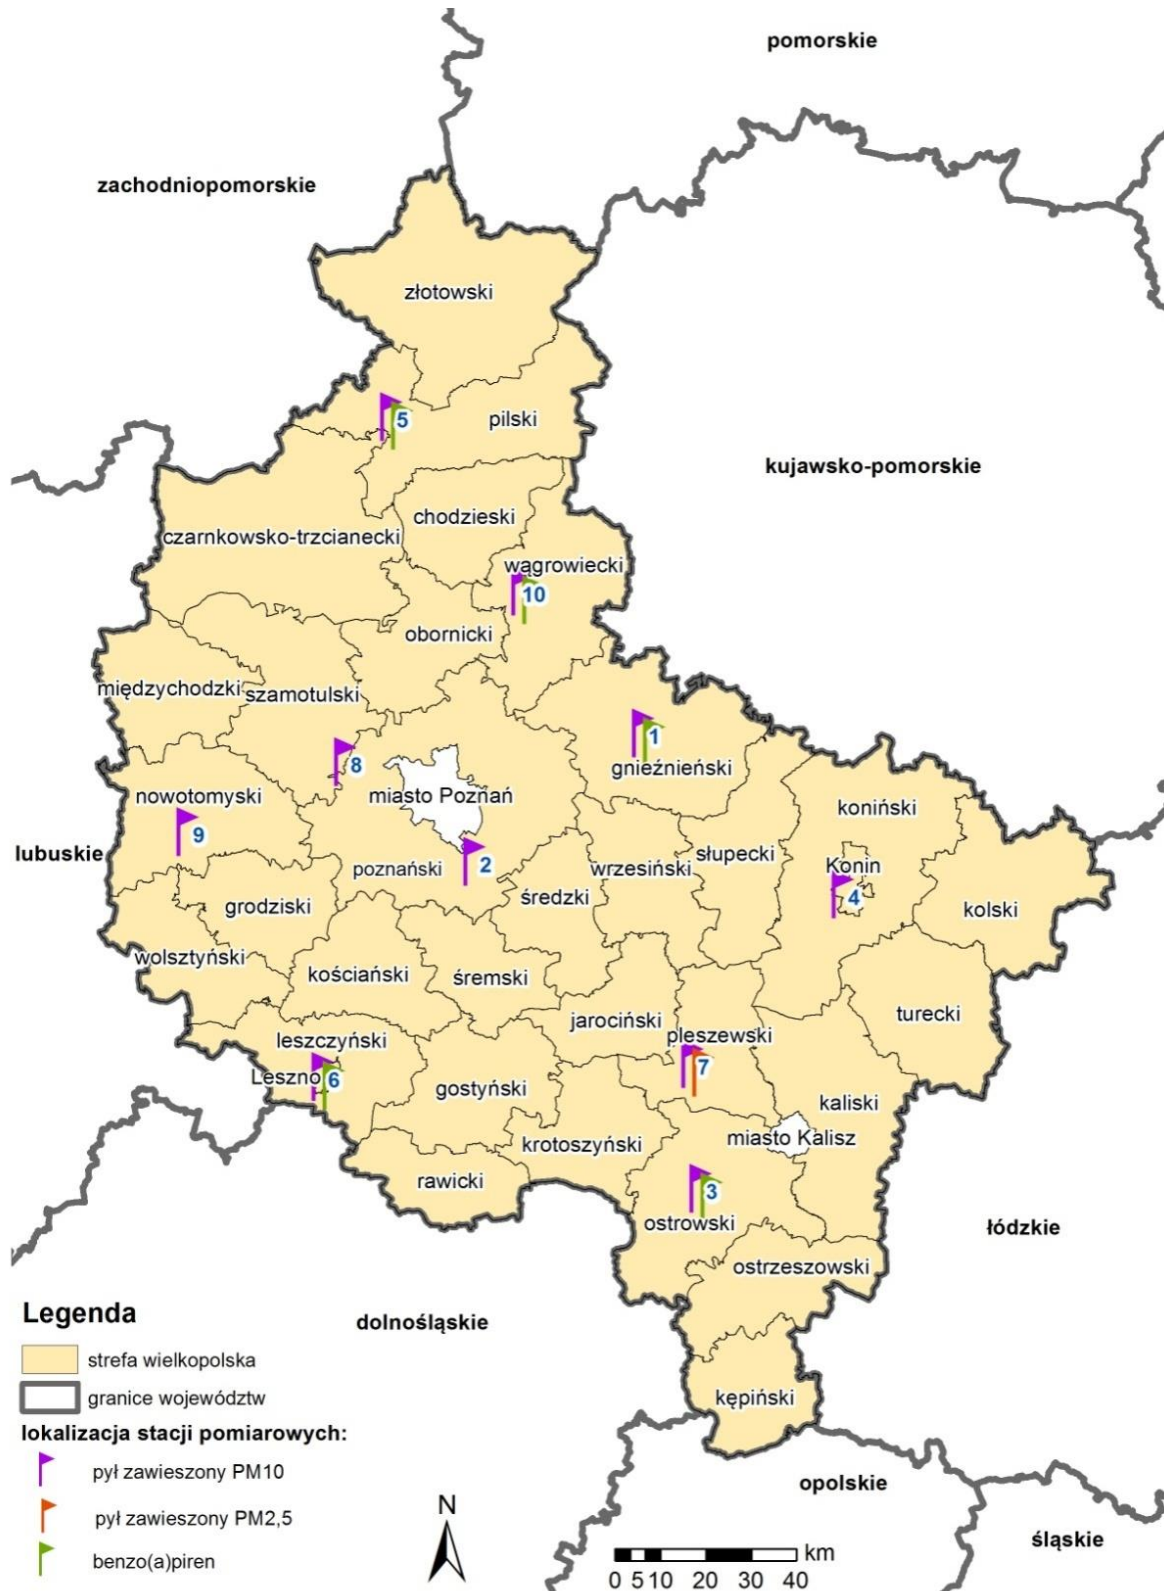 pomorskie
zachodniopomorskie
złotowski
5
pilski
kujawsko-pomorskie
chodzieski
czarnkowsko-trzcianecki
wągrowiecki
10
obornicki
międzychodzki
szamotulski
1
8
gnieźnieński
nowotomyski
miasto Poznań
koniński
9
lubuskie
2
poznański
wrzesiński
słupecki
Konin
4
średzki
grodziski
kolski
wolsztyński
kościański
śremski
turecki
jarociński
leszczyński
pleszewski
7
Leszno
6
gostyński
kaliski
miasto Kalisz
krotoszyński
rawicki
3
ostrowski
łódzkie
ostrzeszowski
dolnośląskie
kępiński
opolskie
śląskie
Legenda
strefa wielkopolska
granice województw
lokalizacja stacji pomiarowych:
pył zawieszony PM10
pył zawieszony PM2,5
benzo(a)piren
N
km
0 5 10 20 30 40